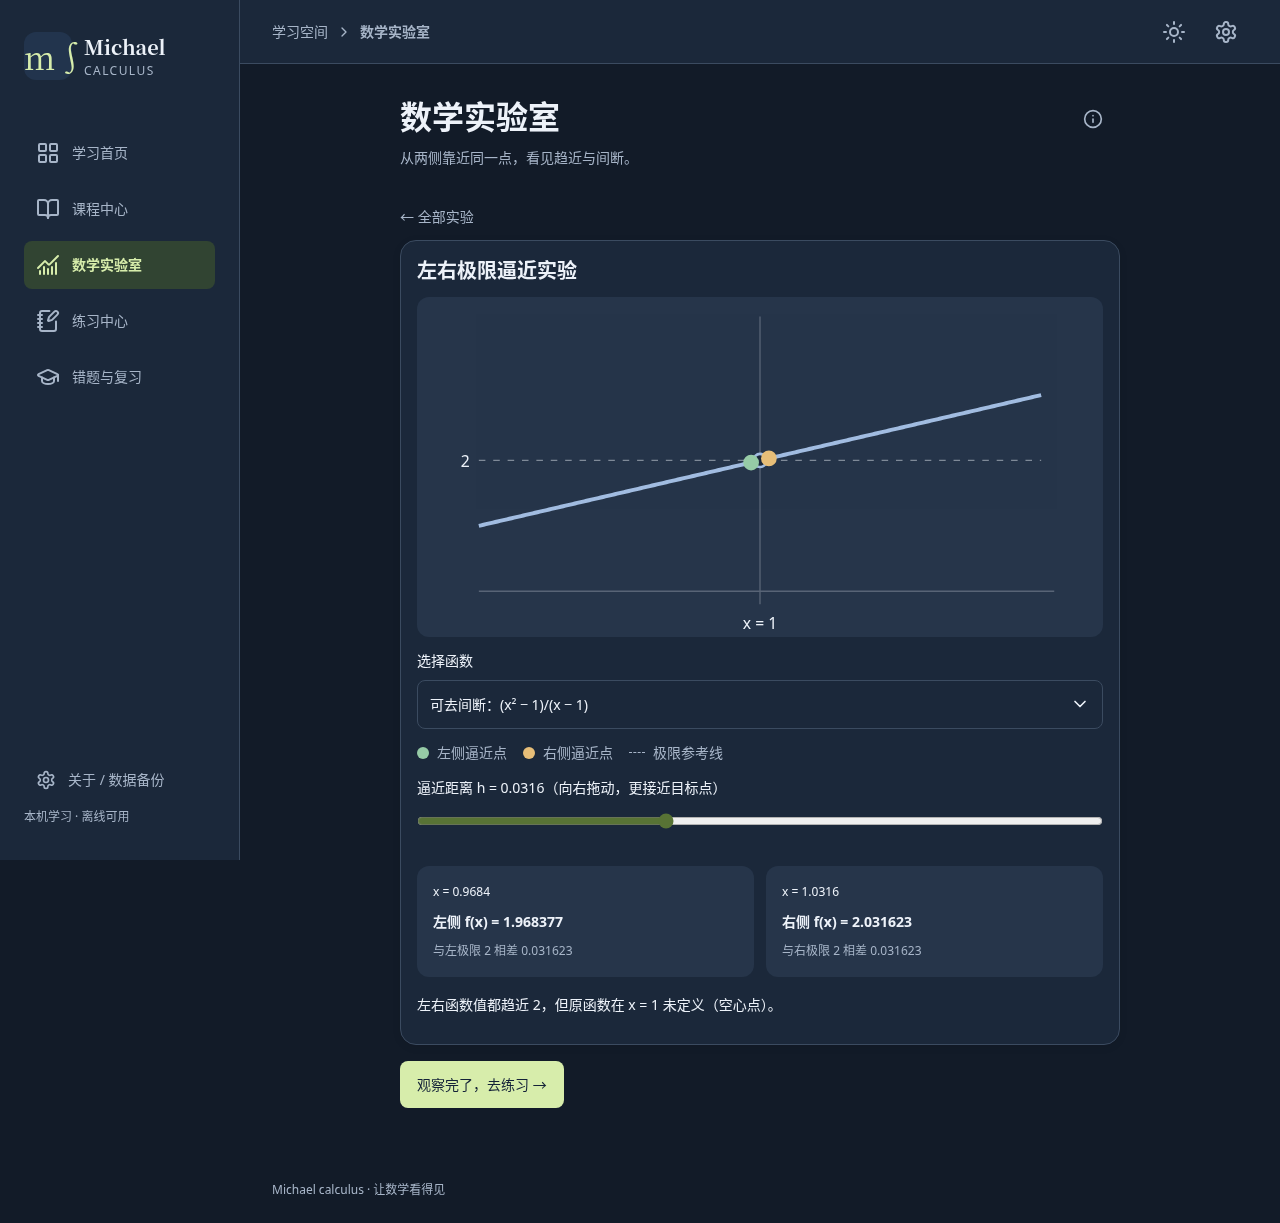 m ∫ Michael
CALCULUS
学习首页
课程中心
数学实验室
练习中心
错题与复习
关于 / 数据备份
本机学习 · 离线可用
学习空间 > 数学实验室
数学实验室
从两侧靠近同一点，看见趋近与间断。
← 全部实验
左右极限逼近实验
2
x = 1
选择函数
可去间断：(x² − 1)/(x − 1)
左侧逼近点 右侧逼近点 ---- 极限参考线
逼近距离 h = 0.0316（向右拖动，更接近目标点）
x = 0.9684
左侧 f(x) = 1.968377
与左极限 2 相差 0.031623
x = 1.0316
右侧 f(x) = 2.031623
与右极限 2 相差 0.031623
左右函数值都趋近 2，但原函数在 x = 1 未定义（空心点）。
观察完了，去练习 →
Michael calculus · 让数学看得见